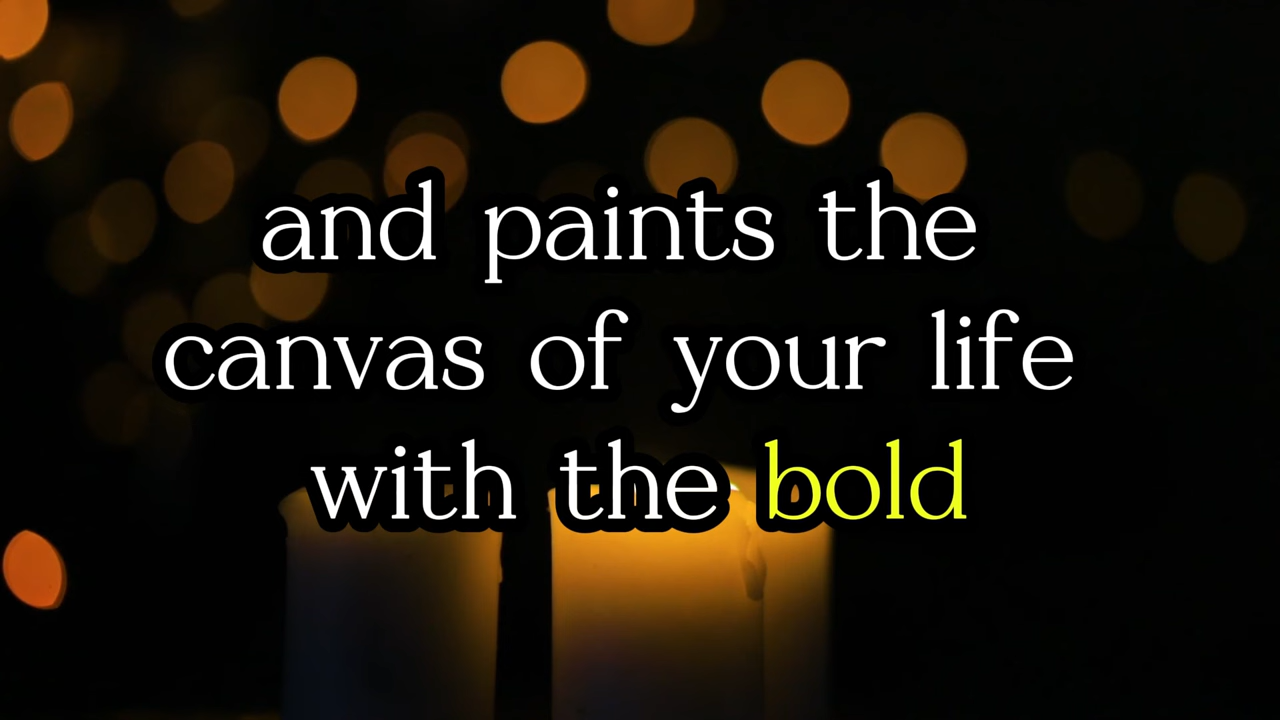 and paints the
canvas of your life
with the bold